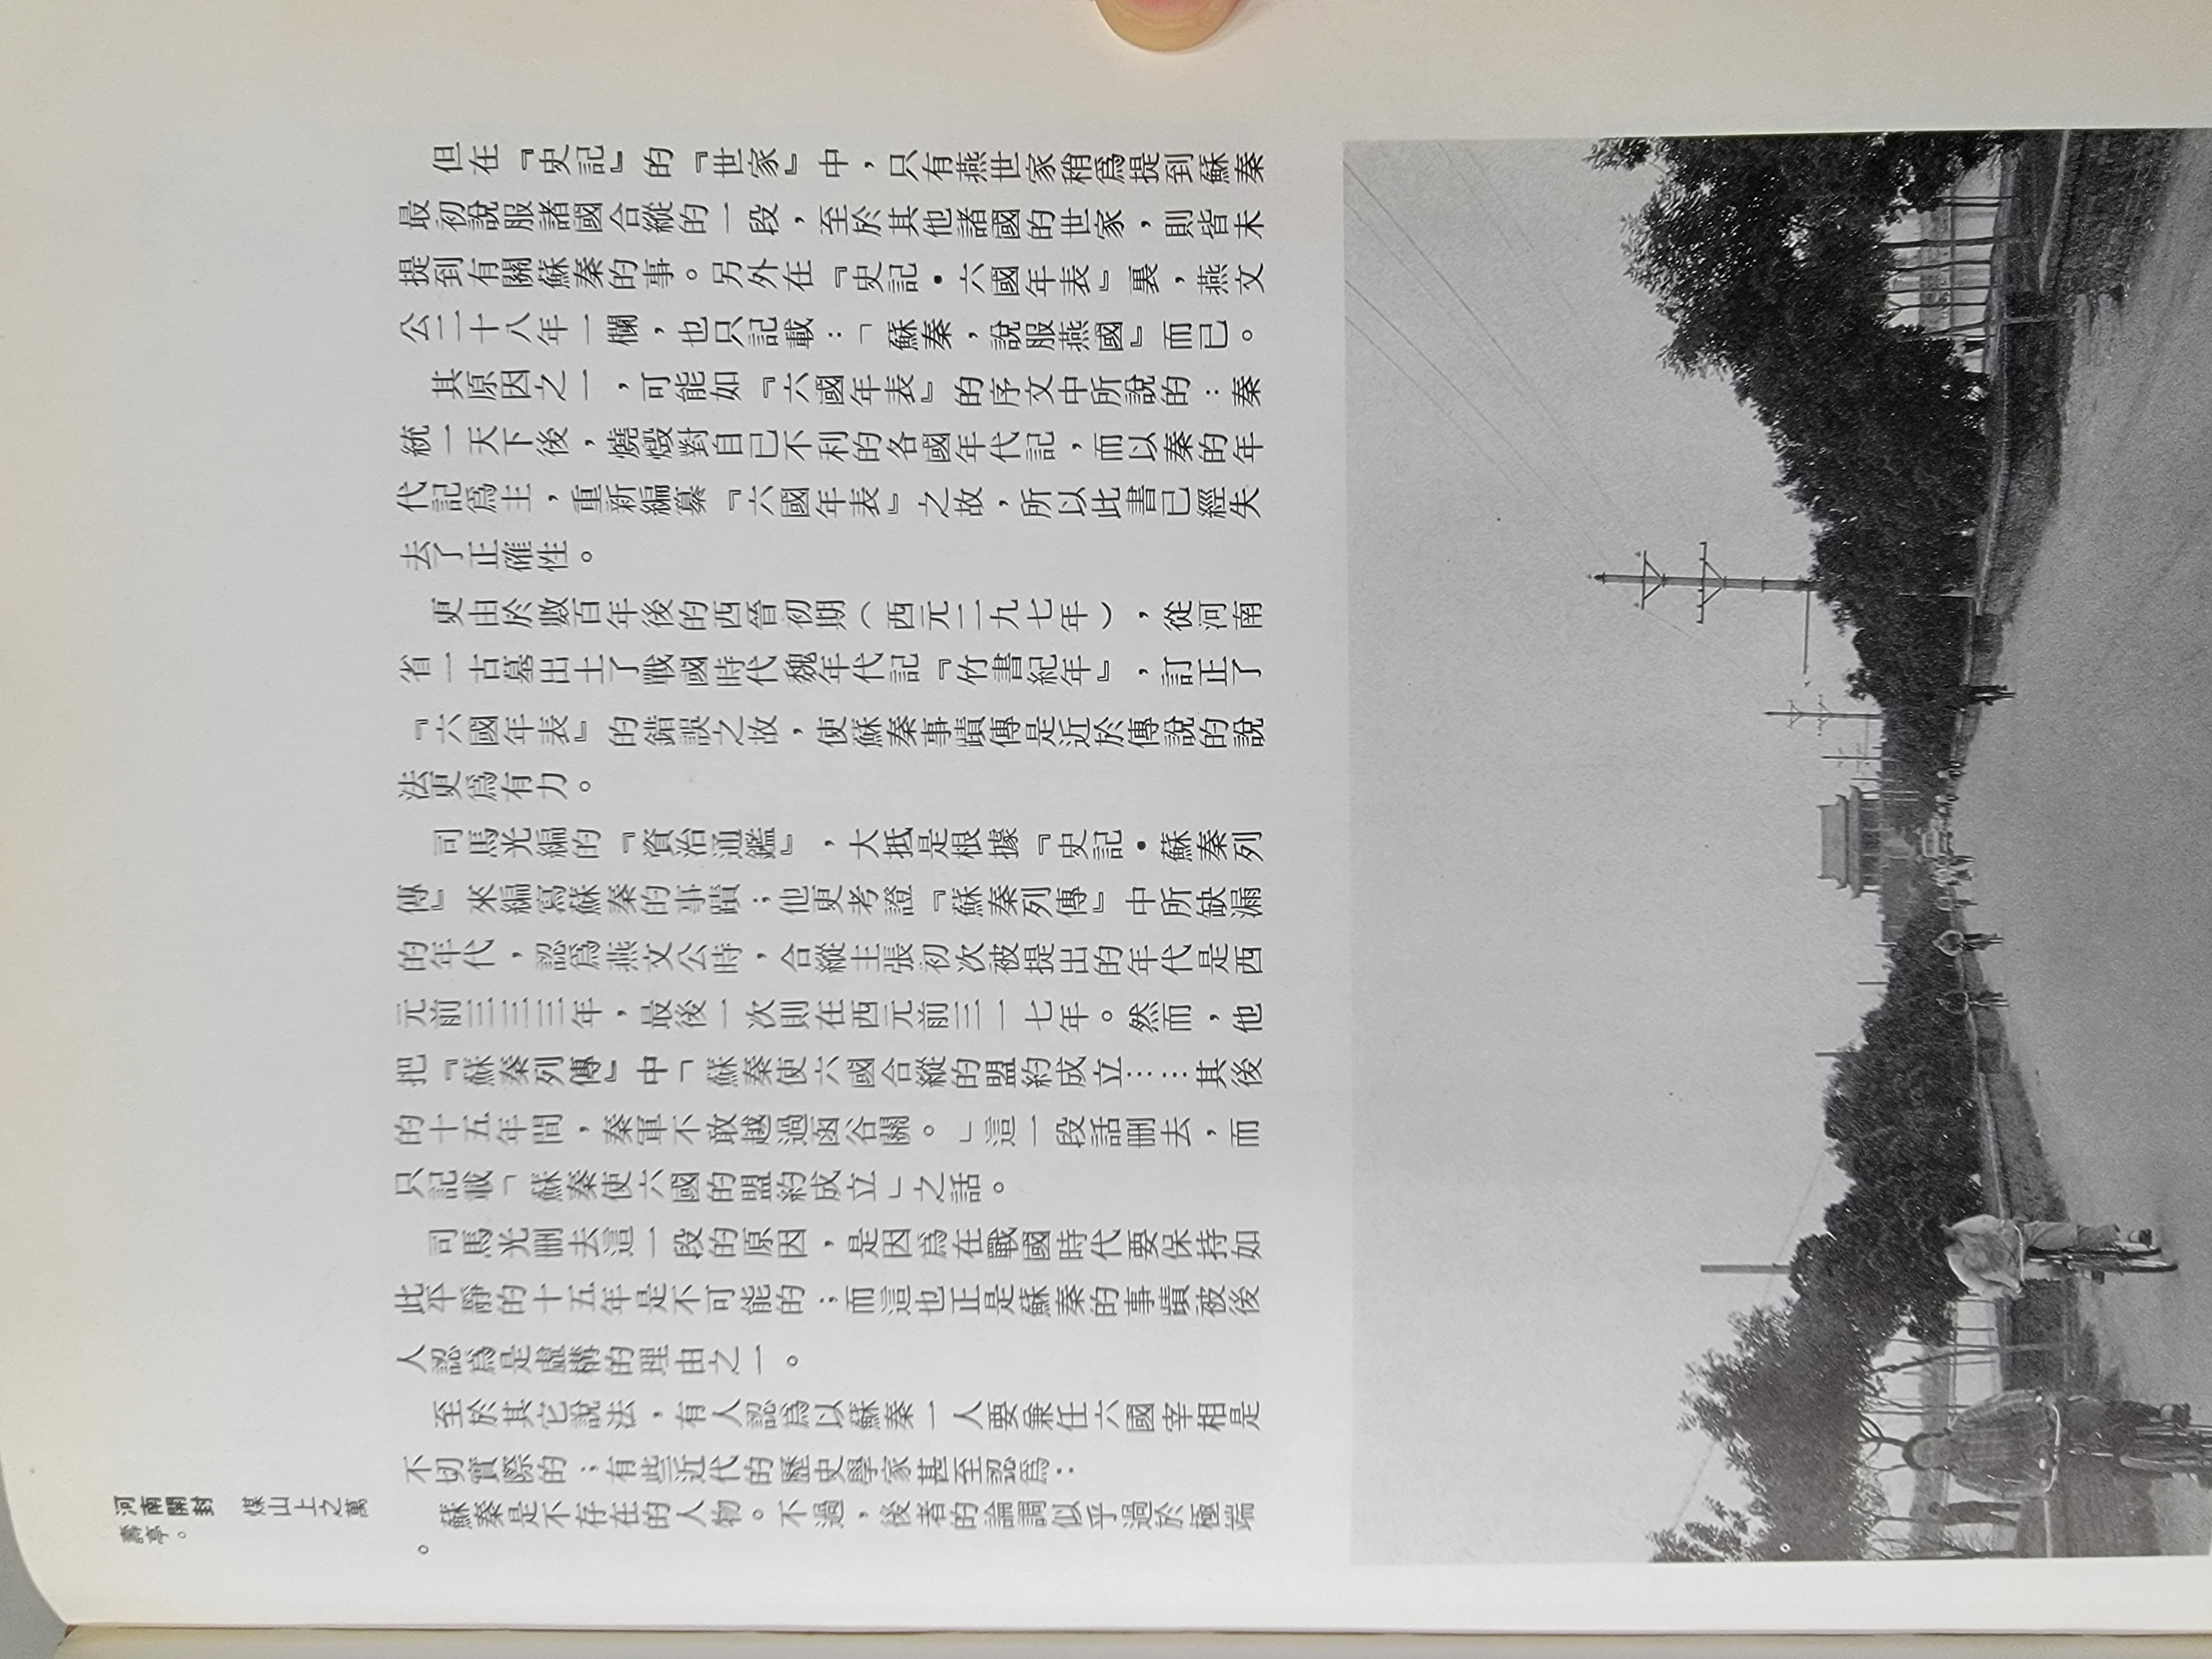 但在『史記』的『世家』中，只有燕世家稍爲提到蘇秦
最初說服諸國合縱的一段，至於其他諸國的世家，則皆未
提到有關蘇秦的事。另外在『史記•六國年表』裏，燕文
公二十八年一欄，也只記載：「蘇秦，說服燕國』而已。
其原因之一，可能如『六國年表』的序文中所說的：秦
統一天下後，燒燬對自已不利的各國年代記，而以秦的年
代記爲主，重新編纂『六國年表』之故，所以此書已經失
去了正確性。
更由於數百年後的西晉初期（西元二九七年），從河南
省一古墓出土了戰國時代魏年代記『竹書紀年』，訂正了
『六國年表』的錯誤之故，使蘇秦事蹟傳是近於傳說的說
法更爲有力。
司馬光編的『資治通鑑』，大抵是根據『史記•蘇秦列
傳』來編寫蘇秦的事蹟；他更考證『蘇秦列傳』中所缺漏
的年代，認爲燕文公時，合縱主張初次被提出的年代是西
元前三三三年，最後一次則在西元前三一七年。然而，他
把『蘇秦列傳』中「蘇秦使六國合縱的盟約成立……其後
的十五年間，秦軍不敢越過函谷關。」這一段話删去，而
只記載「蘇秦使六國的盟約成立」之話。
司馬光删去這一段的原因，是因爲在戰國時代要保持如
此平靜的十五年是不可能的；而這也正是蘇秦的事蹟被後
人認爲是虛構的理由之一。
至於其它說法，有人認爲以蘇秦一人要兼任六國宰相是
不切實際的；有些近代的歷史學家甚至認爲：
蘇秦是不存在的人物。不過，後者的論調似乎過於極端
。
河南開封　煤山上之萬
壽亭。